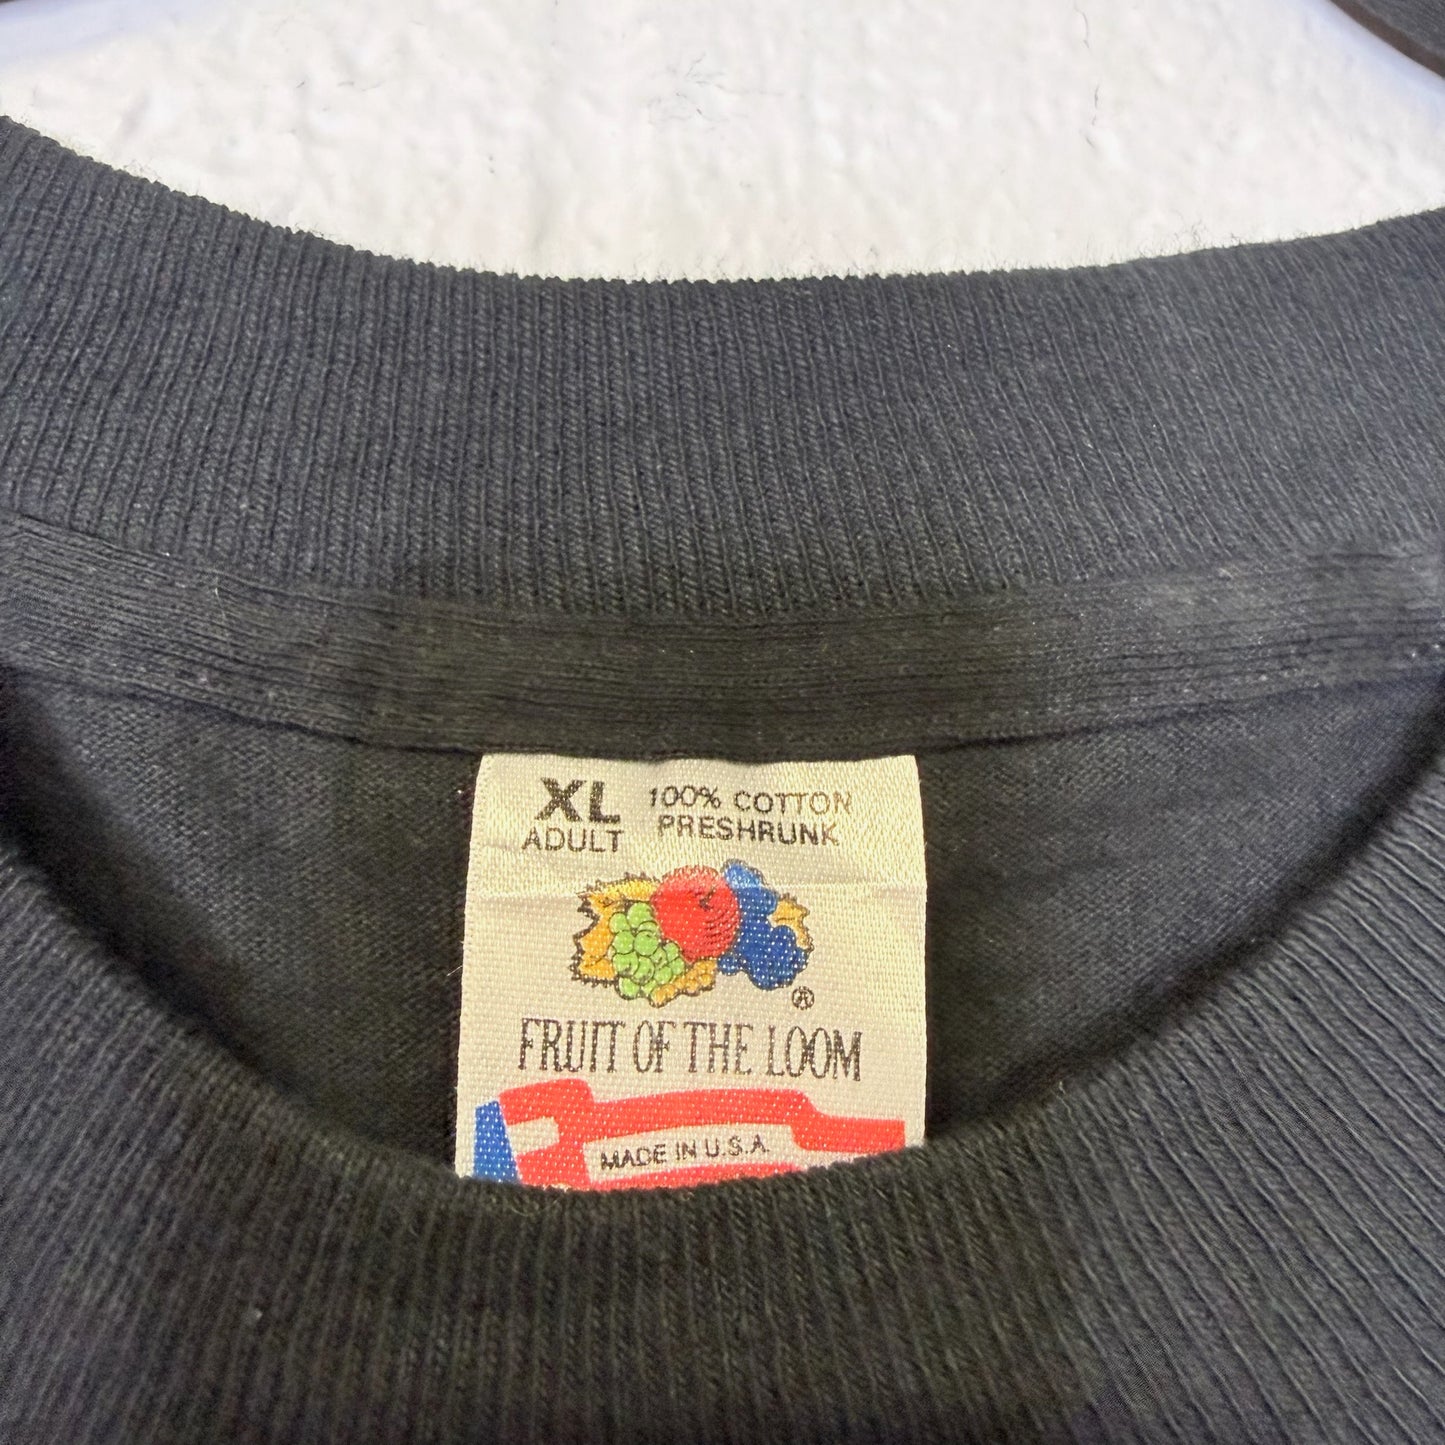 XL 100% COTTON
ADULT PRESHRUNK
®
FRUIT OF THE LOOM
MADE IN U.S.A.